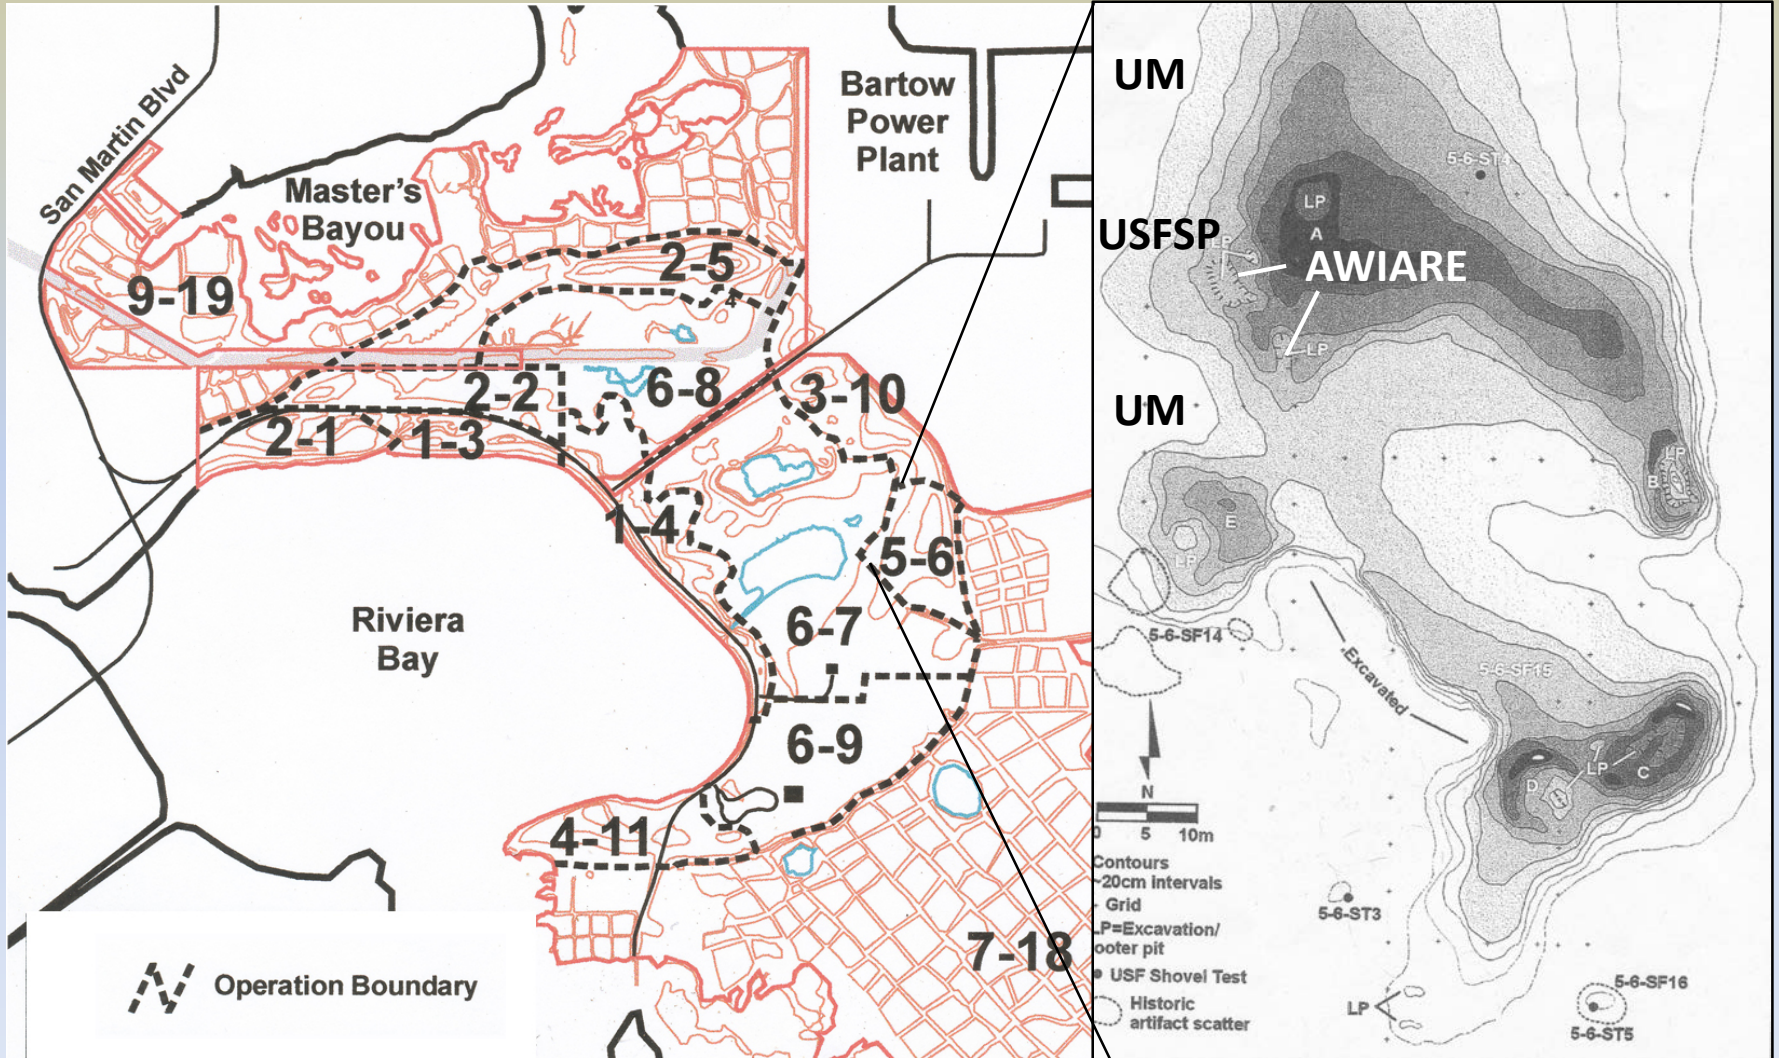 San Martin Blvd
Master's
Bayou
Bartow
Power
Plant
9-19
2-5
4
2-2
6-8
3-10
2-1
1-3
1-4
5-6
Riviera
Bay
6-7
6-9
4-11
7-18
Operation Boundary
UM
5-6-ST4
LP
A
USFSP
LP
AWIARE
LP
UM
LP
B
E
LP
5-6-SF14
Excavated
5-6-SF15
LP
C
D
N
0 5 10m
Contours
~20cm intervals
- Grid
LP=Excavation/
ooter pit
USF Shovel Test
Historic
artifact scatter
5-6-ST3
LP
5-6-SF16
5-6-ST5